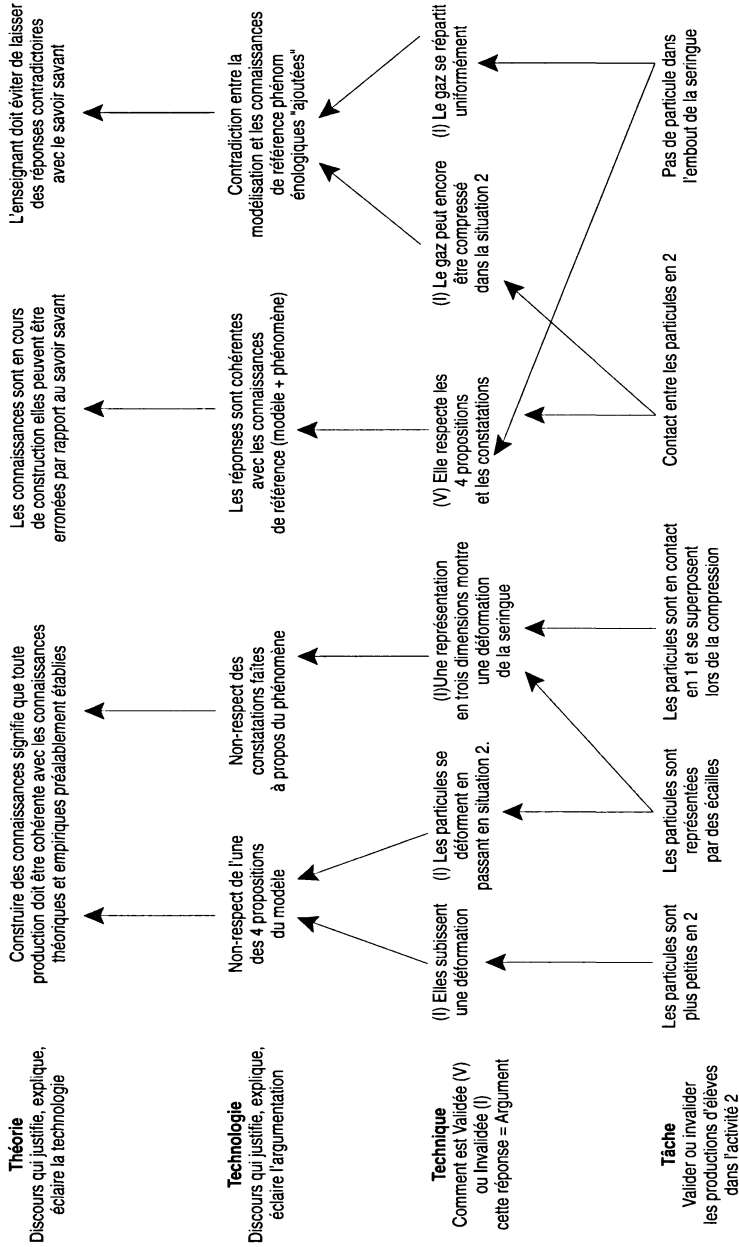 Théorie
Discours qui justifie, explique,
éclaire la technologie
Construire des connaissances signifie que toute
production doit être cohérente avec les connaissances
théoriques et empiriques préalablement établies
Les connaissances sont en cours
de construction elles peuvent être
erronées par rapport au savoir savant
L'enseignant doit éviter de laisser
des réponses contradictoires
avec le savoir savant
Technologie
Discours qui justifie, explique,
éclaire l'argumentation
Non-respect de l'une
des 4 propositions
du modèle
Non-respect des
constatations faîtes
à propos du phénomène
Les réponses sont cohérentes
avec les connaissances
de référence (modèle + phénomène)
Contradiction entre la
modélisation et les connaissances
de référence phénom
énologiques "ajoutées"
Technique
Comment est Validée (V)
ou Invalidée (I)
cette réponse = Argument
(I) Elles subissent
une déformation
(I) Les particules se
déforment en
passant en situation 2.
(I)Une représentation
en trois dimensions montre
une déformation
de la seringue
(V) Elle respecte les
4 propositions
et les constatations
(I) Le gaz peut encore
être compressé
dans la situation 2
(I) Le gaz se répartit
uniformément
Tâche
Valider ou invalider
les productions d'élèves
dans l'activité 2
Les particules sont
plus petites en 2
Les particules sont
représentées
par des écailles
Les particules sont en contact
en 1 et se superposent
lors de la compression
Contact entre les particules en 2
Pas de particule dans
l'embout de la seringue